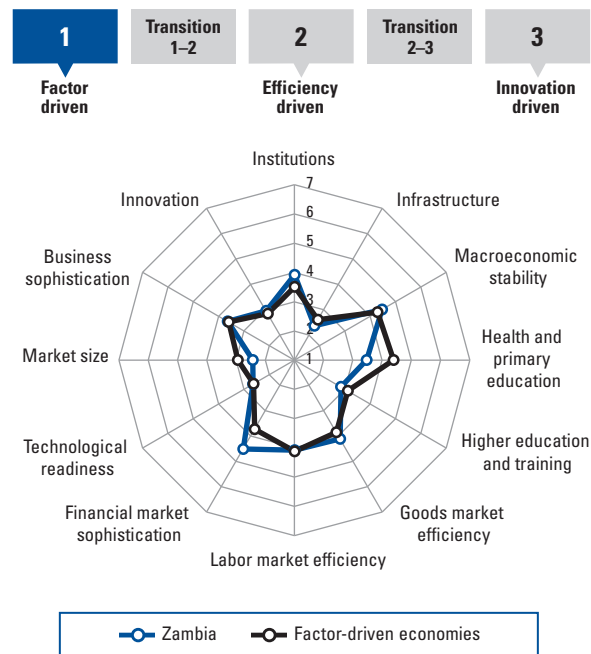 1
Transition
1–2
2
Transition
2–3
3
Factor
driven
Efficiency
driven
Innovation
driven
Institutions
7
Innovation
Infrastructure
6
5
Business
sophistication
Macroeconomic
stability
4
3
2
Market size
1
Health and
primary
education
Technological
readiness
Higher education
and training
Financial market
sophistication
Goods market
efficiency
Labor market efficiency
Zambia
Factor-driven economies